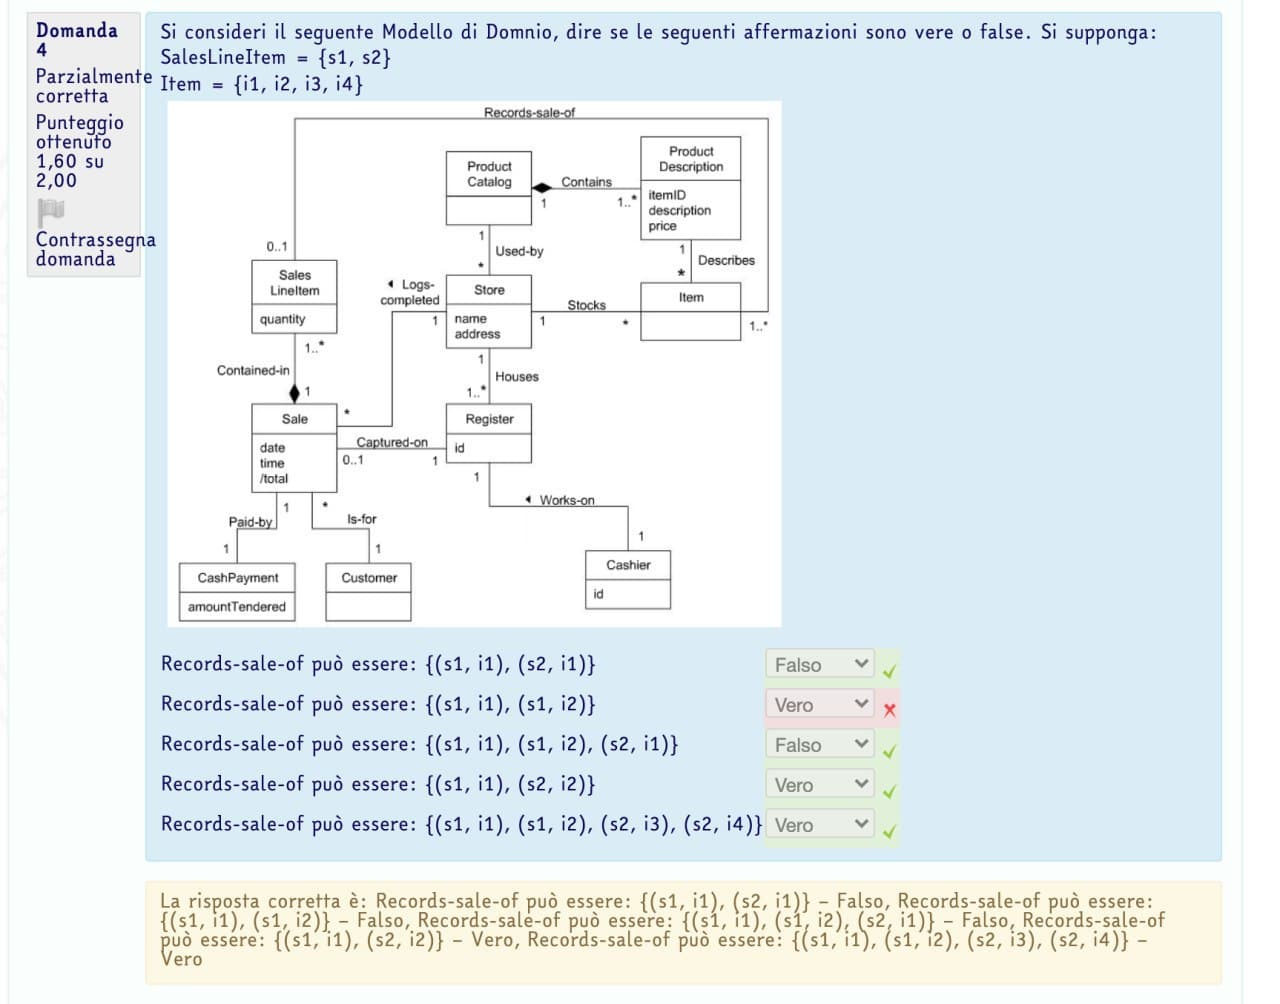 Domanda
4
Parzialmente
corretta
Punteggio
ottenuto
1,60 su
2,00
Contrassegna
domanda
Si consideri il seguente Modello di Domnio, dire se le seguenti affermazioni sono vere o false. Si supponga:
SalesLineItem = {s1, s2}
Item = {i1, i2, i3, i4}
Records-sale-of
Product
Catalog
Contains
1
1..*
Product
Description
itemID
description
price
0..1
1
Used-by
*
1
Describes
*
Sales
LineItem
quantity
Logs-
completed
1
Store
name
address
Stocks
1
*
Item
1..*
1..*
Contained-in
1
1
Houses
1..*
Sale
date
time
/total
*
Captured-on
0..1
1
Register
id
1
Works-on
1
1
*
Paid-by
Is-for
1
1
CashPayment
amountTendered
Customer
Cashier
id
Records-sale-of può essere: {(s1, i1), (s2, i1)} Falso
Records-sale-of può essere: {(s1, i1), (s1, i2)} Vero
Records-sale-of può essere: {(s1, i1), (s1, i2), (s2, i1)} Falso
Records-sale-of può essere: {(s1, i1), (s2, i2)} Vero
Records-sale-of può essere: {(s1, i1), (s1, i2), (s2, i3), (s2, i4)} Vero
La risposta corretta è: Records-sale-of può essere: {(s1, i1), (s2, i1)} – Falso, Records-sale-of può essere:
{(s1, i1), (s1, i2)} – Falso, Records-sale-of può essere: {(s1, i1), (s1, i2), (s2, i1)} – Falso, Records-sale-of
può essere: {(s1, i1), (s2, i2)} – Vero, Records-sale-of può essere: {(s1, i1), (s1, i2), (s2, i3), (s2, i4)} –
Vero